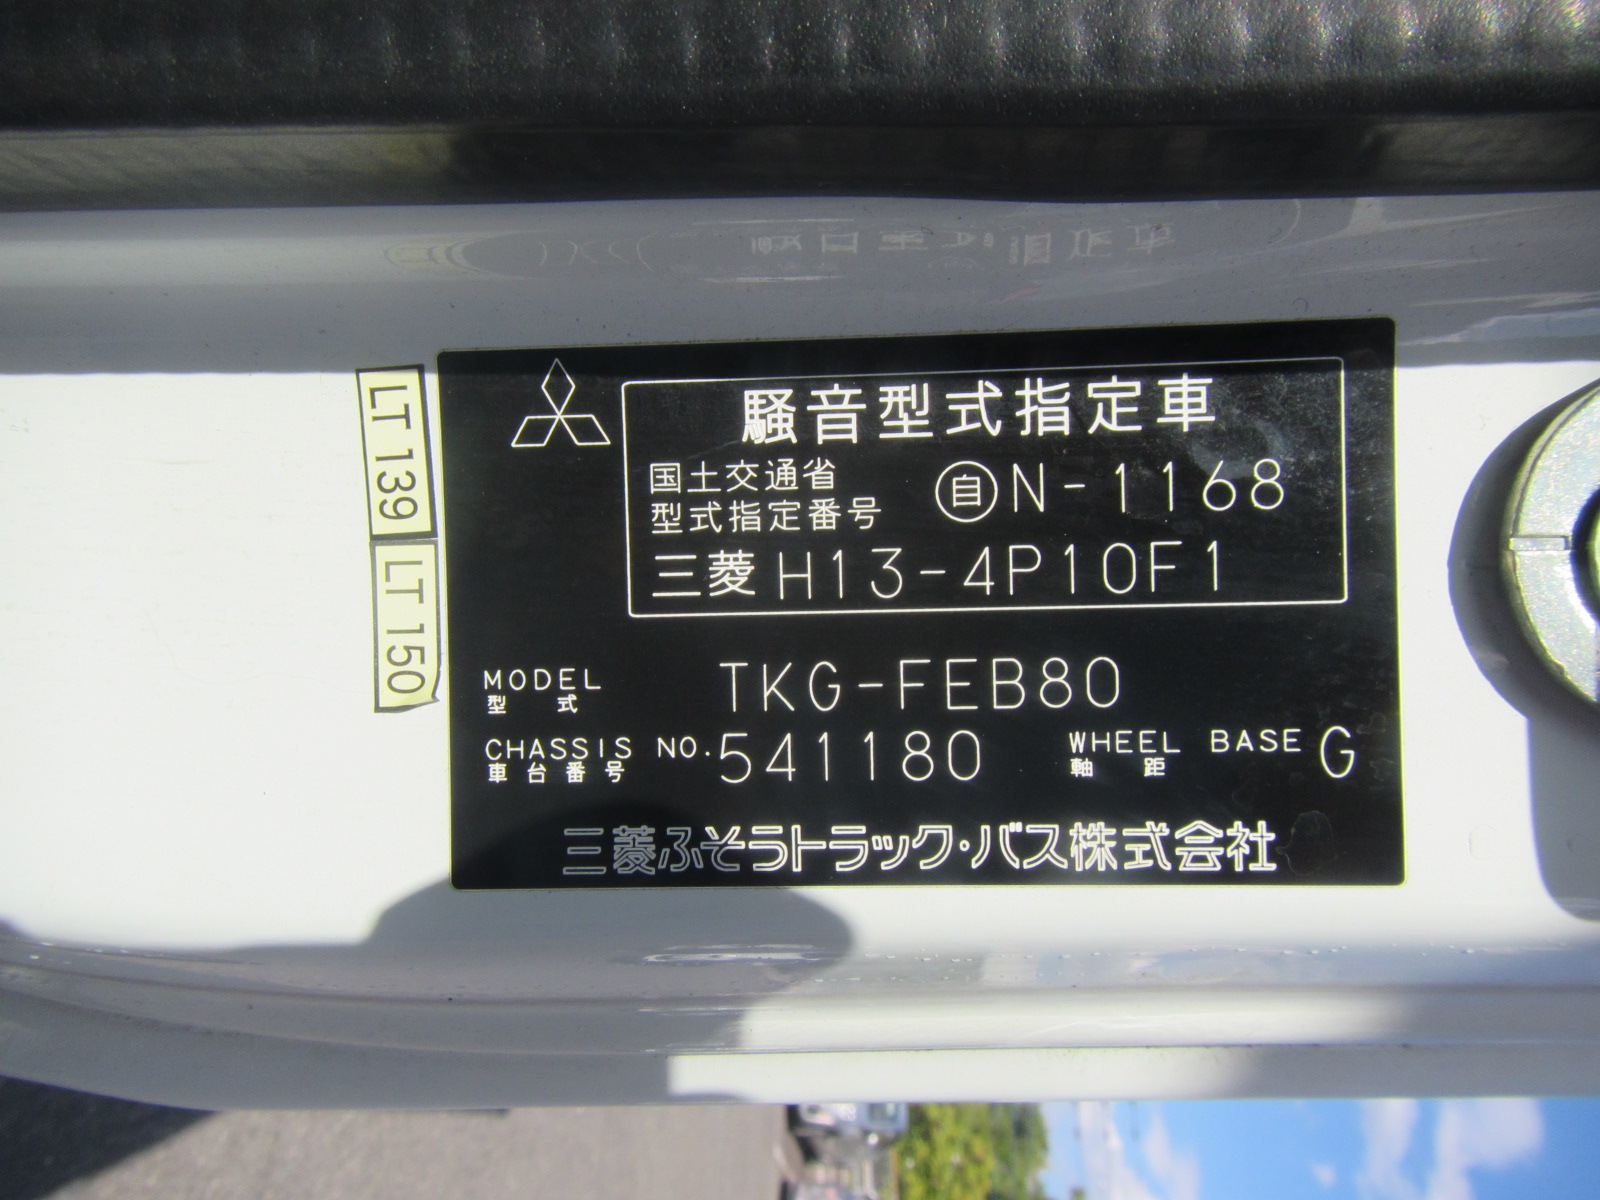 騒音型式指定車
国土交通省
型式指定番号
自 N-1168
三菱 H13-4P10F1
MODEL TKG-FEB80
型式
CHASSIS NO. 541180 WHEEL BASE G
車台番号 軸距
三菱ふそうトラック・バス株式会社
LT 139
LT 150